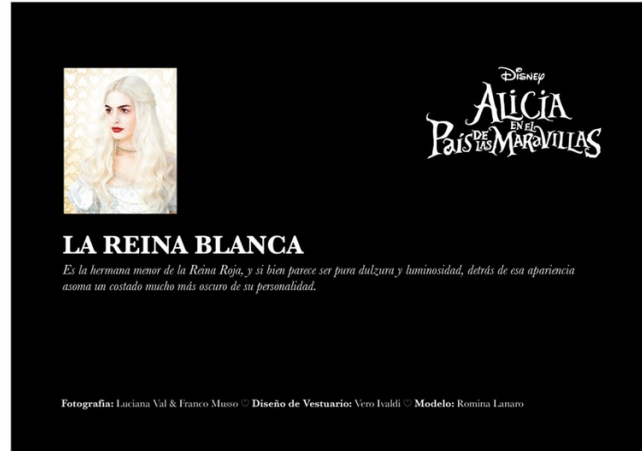 Disney
ALICIA
EN EL
País DE LAS MARAVILLAS
LA REINA BLANCA
Es la hermana menor de la Reina Roja, y si bien parece ser pura dulzura y luminosidad, detrás de esa apariencia
asoma un costado mucho más oscuro de su personalidad.
Fotografía: Luciana Val & Franco Musso ♡ Diseño de Vestuario: Vero Ivaldi ♡ Modelo: Romina Lanaro